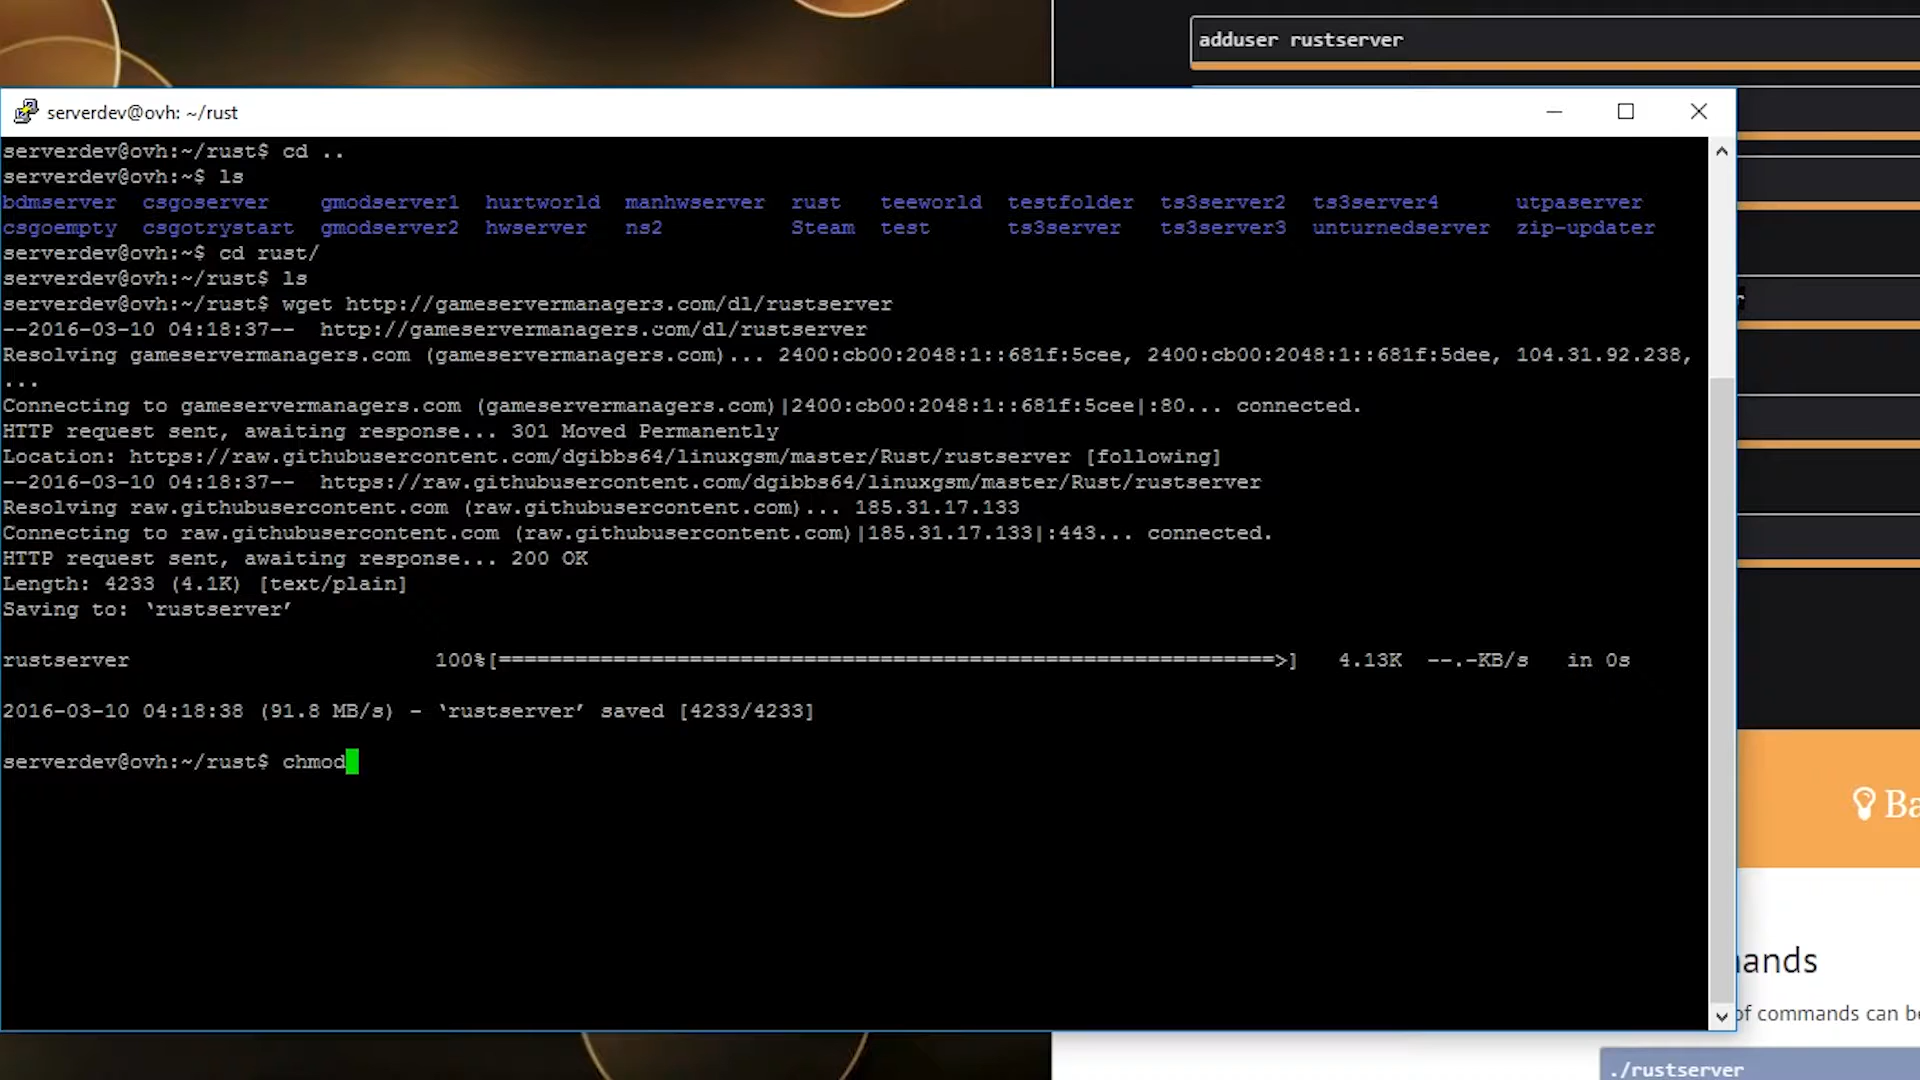 adduser rustserver
serverdev@ovh: ~/rust
serverdev@ovh:~/rust$ cd ..
serverdev@ovh:~$ ls
bdmserver csgoserver gmodserver1 hurtworld manhwserver rust teeworld testfolder ts3server2 ts3server4 utpaserver
csgoempty csgotrystart gmodserver2 hwserver ns2 Steam test ts3server ts3server3 unturnedserver zip-updater
serverdev@ovh:~$ cd rust/
serverdev@ovh:~/rust$ ls
serverdev@ovh:~/rust$ wget http://gameservermanagers.com/dl/rustserver
--2016-03-10 04:18:37-- http://gameservermanagers.com/dl/rustserver
Resolving gameservermanagers.com (gameservermanagers.com)... 2400:cb00:2048:1::681f:5cee, 2400:cb00:2048:1::681f:5dee, 104.31.92.238,
...
Connecting to gameservermanagers.com (gameservermanagers.com)|2400:cb00:2048:1::681f:5cee|:80... connected.
HTTP request sent, awaiting response... 301 Moved Permanently
Location: https://raw.githubusercontent.com/dgibbs64/linuxgsm/master/Rust/rustserver [following]
--2016-03-10 04:18:37-- https://raw.githubusercontent.com/dgibbs64/linuxgsm/master/Rust/rustserver
Resolving raw.githubusercontent.com (raw.githubusercontent.com)... 185.31.17.133
Connecting to raw.githubusercontent.com (raw.githubusercontent.com)|185.31.17.133|:443... connected.
HTTP request sent, awaiting response... 200 OK
Length: 4233 (4.1K) [text/plain]
Saving to: ‘rustserver’
rustserver 100%[=============================================================>] 4.13K --.-KB/s in 0s
2016-03-10 04:18:38 (91.8 MB/s) - ‘rustserver’ saved [4233/4233]
serverdev@ovh:~/rust$ chmod
Ba
ands
of commands can be
./rustserver